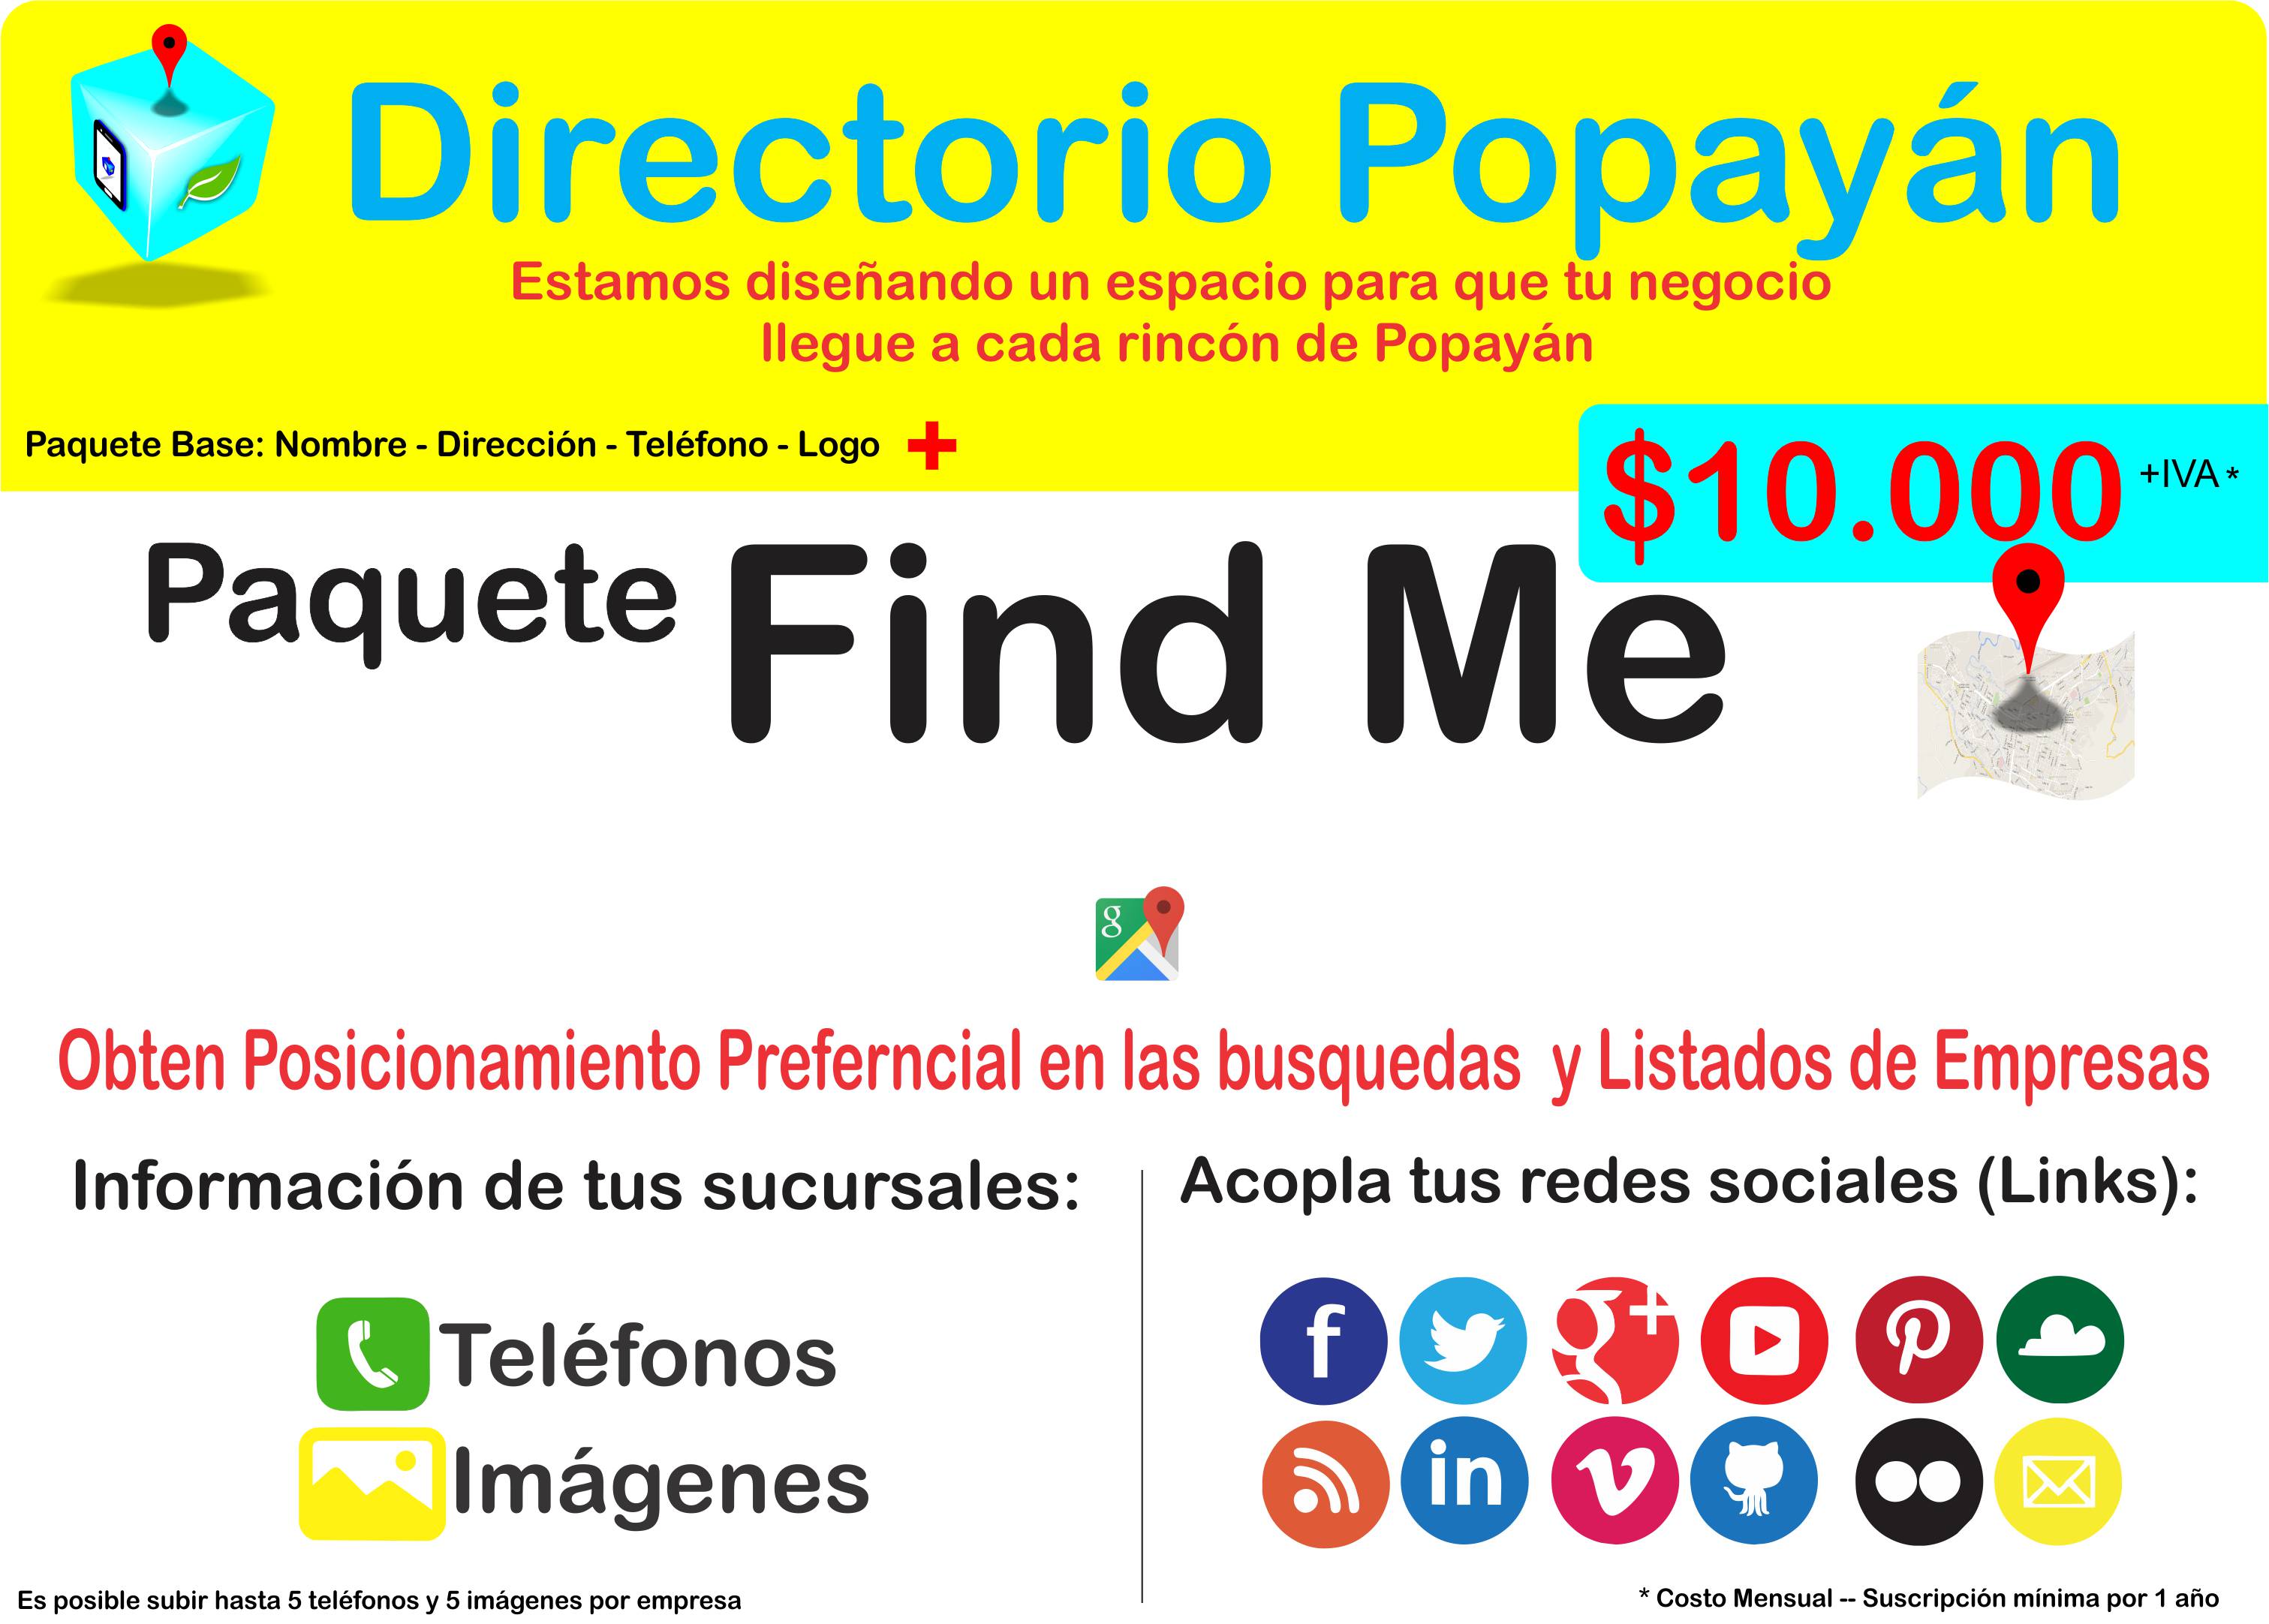 Directorio Popayán
Estamos diseñando un espacio para que tu negocio
llegue a cada rincón de Popayán
Paquete Base: Nombre - Dirección - Teléfono - Logo +
$10.000 +IVA *
Paquete Find Me
g
Obten Posicionamiento Preferncial en las busquedas y Listados de Empresas
Información de tus sucursales:
Teléfonos
Imágenes
Es posible subir hasta 5 teléfonos y 5 imágenes por empresa
Acopla tus redes sociales (Links):
f g+ p
in v
* Costo Mensual -- Suscripción mínima por 1 año